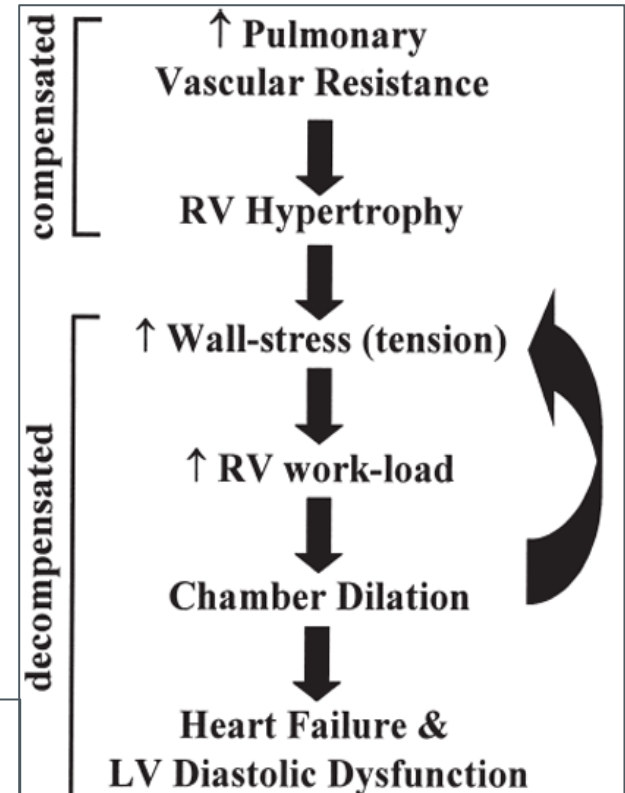 compensated
↑ Pulmonary
Vascular Resistance
RV Hypertrophy
decompensated
↑ Wall-stress (tension)
↑ RV work-load
Chamber Dilation
Heart Failure &
LV Diastolic Dysfunction